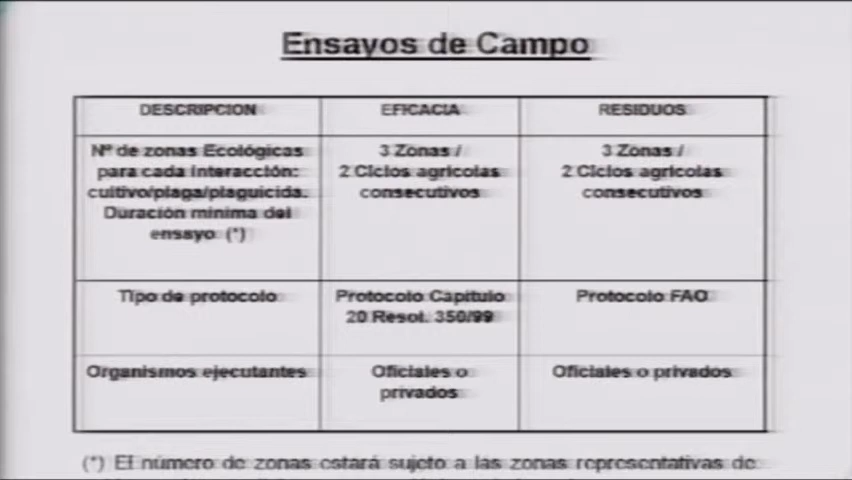 Ensayos de Campo
DESCRIPCION EFICACIA RESIDUOS
Nº de zonas Ecológicas
para cada Interacción:
cultivo/plaga/plaguicida.
Duración mínima del
ensayo (*)
3 Zonas /
2 Ciclos agrícolas
consecutivos
3 Zonas /
2 Ciclos agrícolas
consecutivos
Tipo de protocolo
Protocolo Capítulo
20 Resol. 350/99
Protocolo FAO
Organismos ejecutantes
Oficiales o
privados
Oficiales o privados
(*) El número de zonas estará sujeto a las zonas representativas de